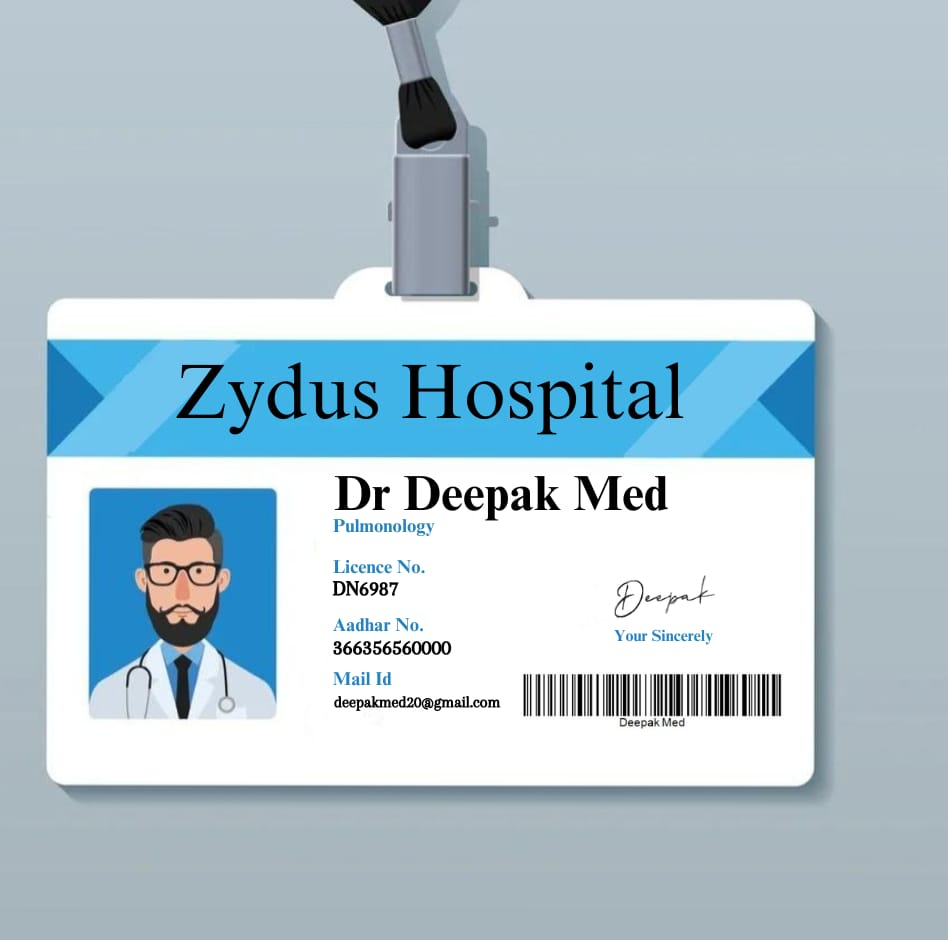 Zydus Hospital
Dr Deepak Med
Pulmonology
Licence No.
DN6987
Aadhar No.
366356560000
Mail Id
deepakmed20@gmail.com
Deepak
Your Sincerely
Deepak Med